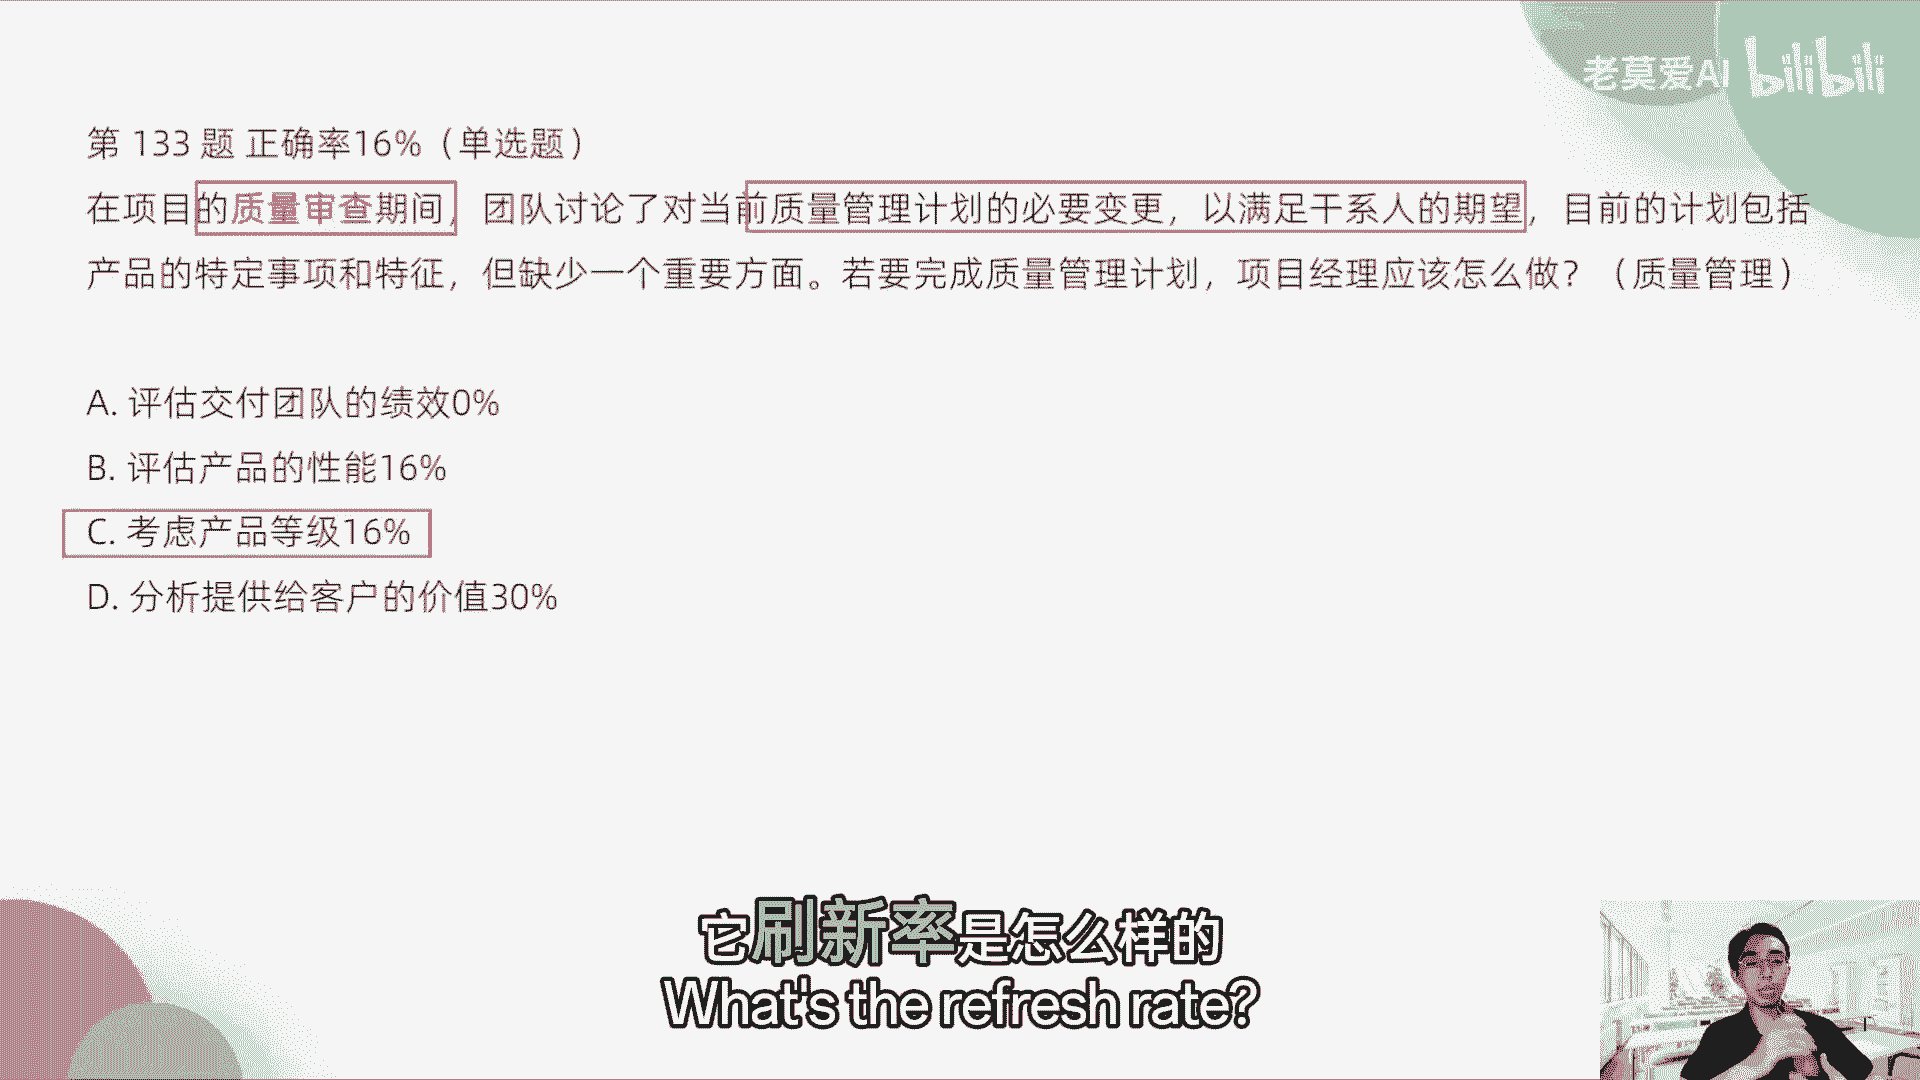 老莫爱AI bilibili
第 133 题 正确率16%（单选题）
在项目的质量审查期间，团队讨论了对当前质量管理计划的必要变更，以满足干系人的期望，目前的计划包括
产品的特定事项和特征，但缺少一个重要方面。若要完成质量管理计划，项目经理应该怎么做？（质量管理）
A. 评估交付团队的绩效0%
B. 评估产品的性能16%
C. 考虑产品等级16%
D. 分析提供给客户的价值30%
它刷新率是怎么样的
What's the refresh rate?